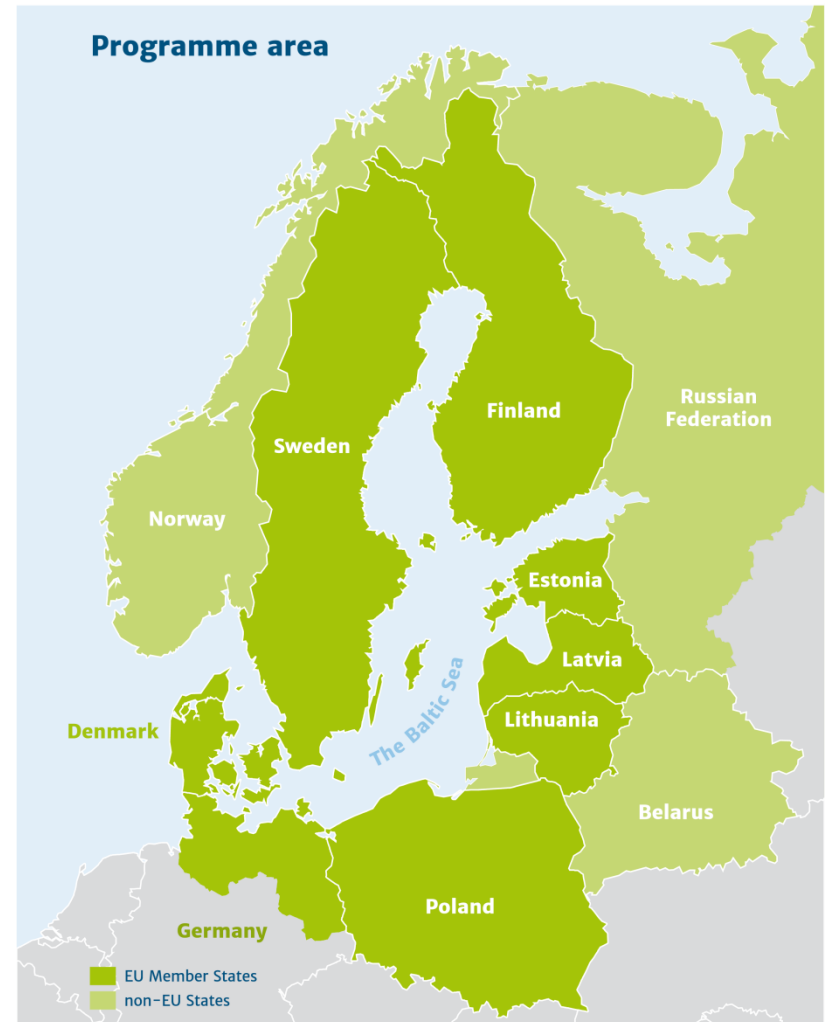 Programme area
Finland
Russian
Federation
Sweden
Norway
Estonia
Latvia
The Baltic Sea
Lithuania
Denmark
Belarus
Poland
Germany
EU Member States
non-EU States